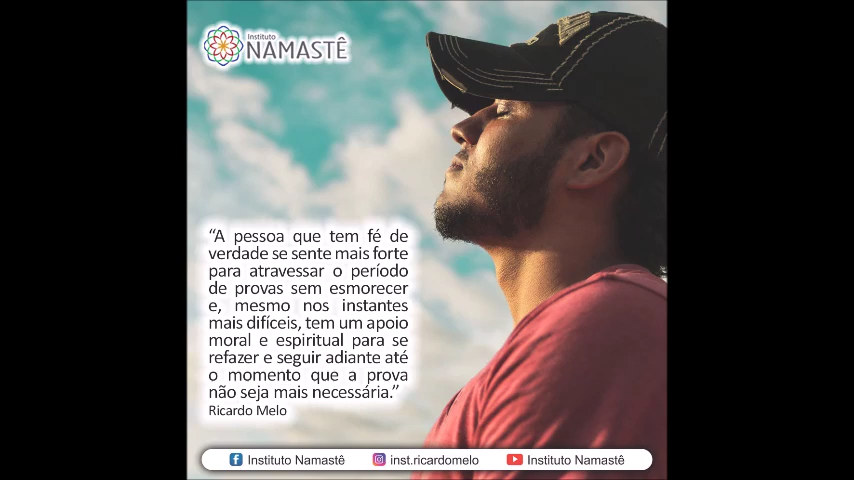 Instituto
NAMASTÊ
“A pessoa que tem fé de
verdade se sente mais forte
para atravessar o período
de provas sem esmorecer
e, mesmo nos instantes
mais difíceis, tem um apoio
moral e espiritual para se
refazer e seguir adiante até
o momento que a prova
não seja mais necessária.”
Ricardo Melo
Instituto Namastê inst.ricardomelo Instituto Namastê